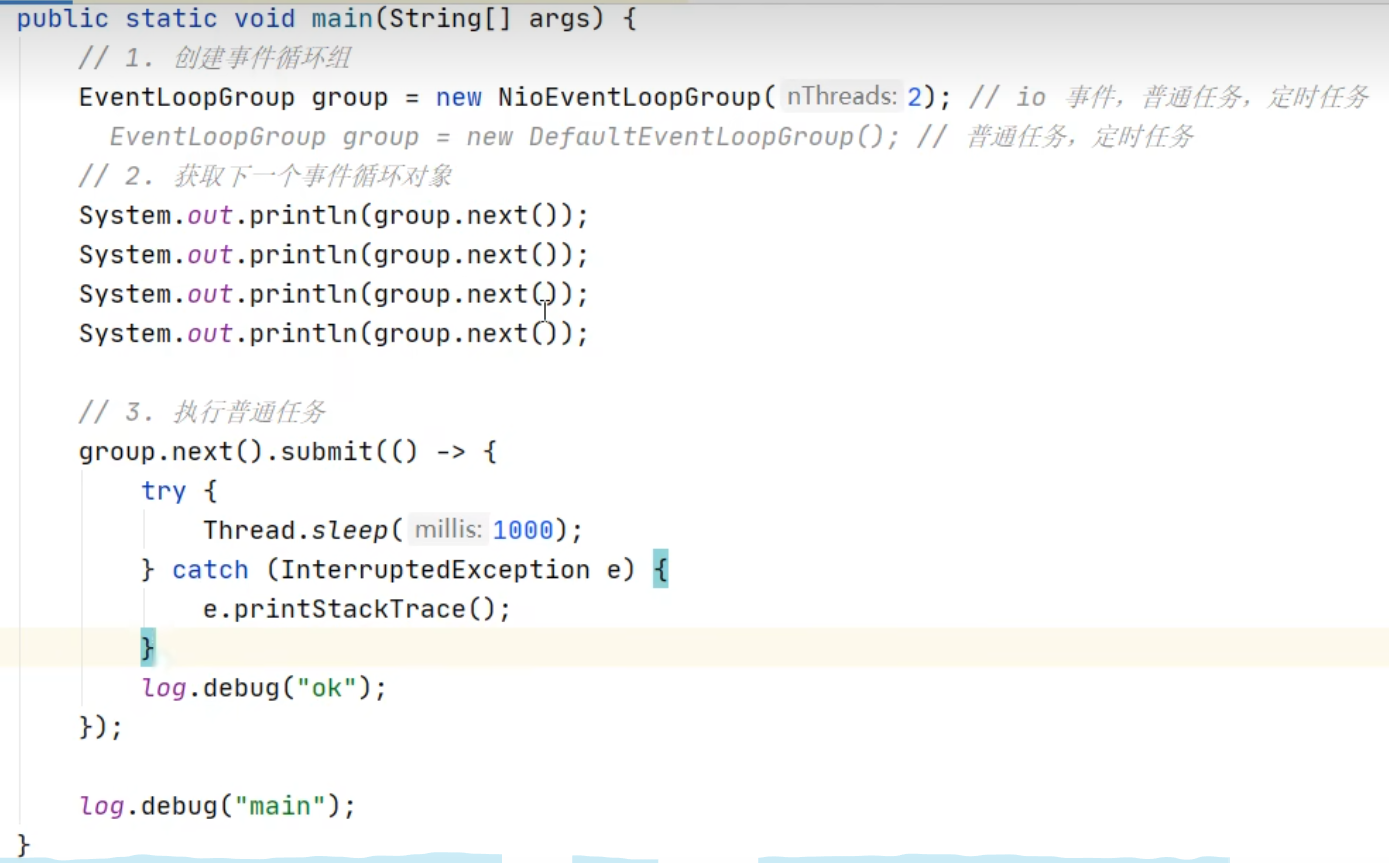 public static void main(String[] args) {
// 1. 创建事件循环组
EventLoopGroup group = new NioEventLoopGroup( nThreads: 2); // io 事件，普通任务，定时任务
EventLoopGroup group = new DefaultEventLoopGroup(); // 普通任务，定时任务
// 2. 获取下一个事件循环对象
System.out.println(group.next());
System.out.println(group.next());
System.out.println(group.next());
System.out.println(group.next());
// 3. 执行普通任务
group.next().submit(() -> {
try {
Thread.sleep( millis: 1000);
} catch (InterruptedException e) {
e.printStackTrace();
}
log.debug("ok");
});
log.debug("main");
}